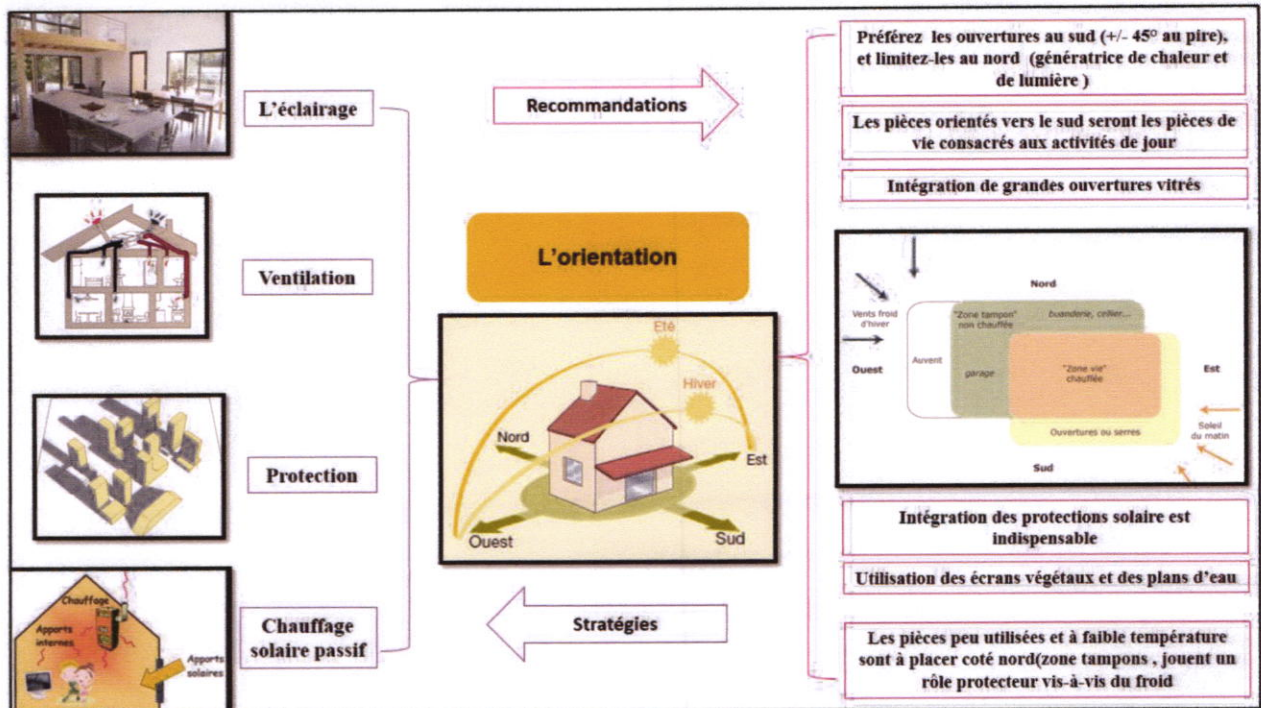 L'éclairage
Ventilation
Protection
Chauffage
solaire passif
Chauffage
Apports
internes
Apports
solaires
Recommandations
L'orientation
Eté
Hiver
Nord
Est
Ouest
Sud
Stratégies
Préférez les ouvertures au sud (+/- 45° au pire),
et limitez-les au nord (génératrice de chaleur et
de lumière )
Les pièces orientés vers le sud seront les pièces de
vie consacrés aux activités de jour
Intégration de grandes ouvertures vitrés
Nord
Vents froid
d'hiver
"Zone tampon"
non chauffée
buanderie, cellier...
Ouest
Auvent
garage
"Zone vie"
chauffée
Est
Ouvertures ou serres
Soleil
du matin
Sud
Intégration des protections solaire est
indispensable
Utilisation des écrans végétaux et des plans d'eau
Les pièces peu utilisées et à faible température
sont à placer coté nord(zone tampons , jouent un
rôle protecteur vis-à-vis du froid